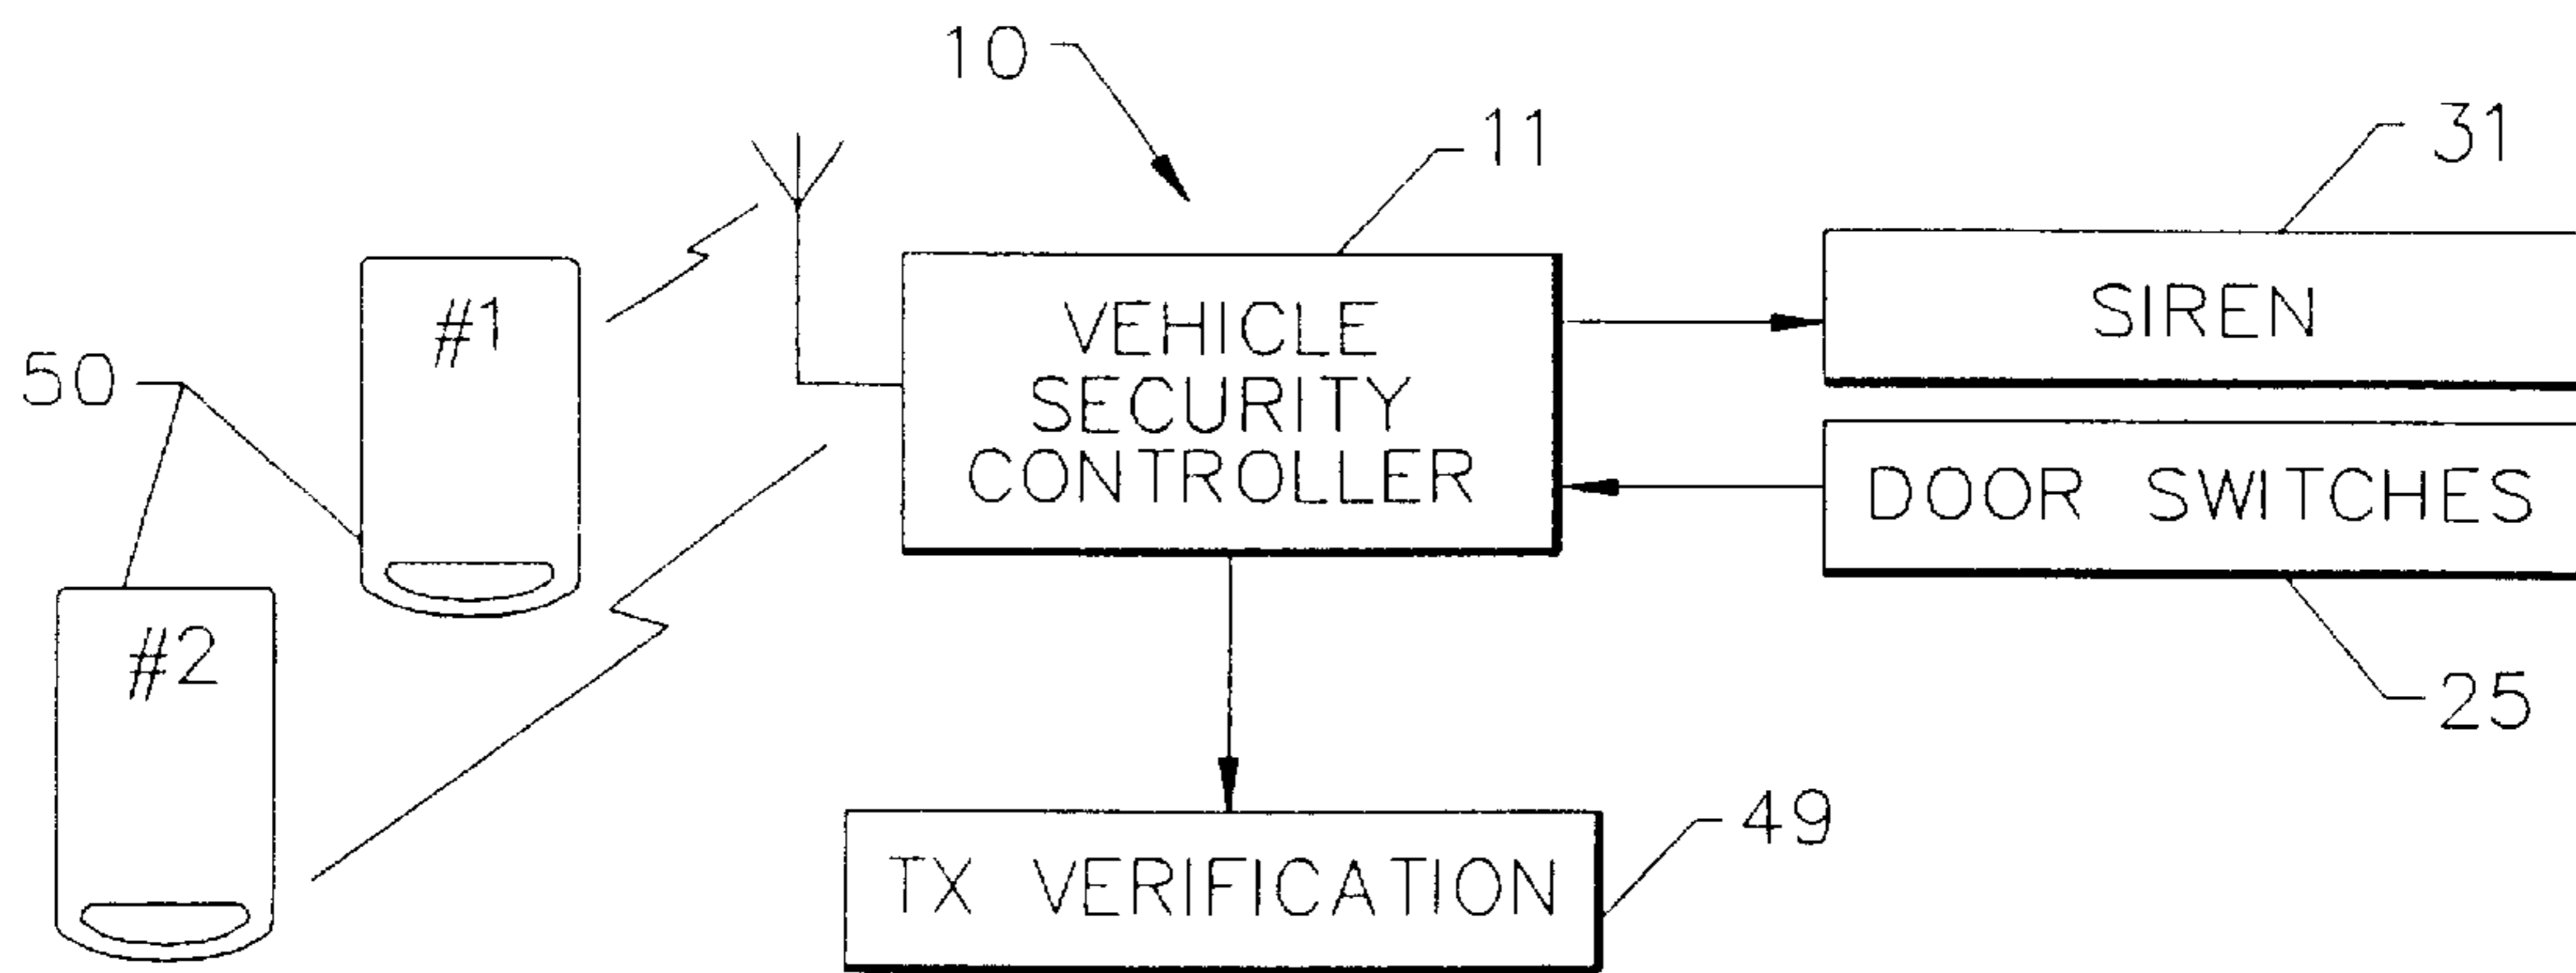 10
11
31
#1
VEHICLE
SECURITY
CONTROLLER
SIREN
50
DOOR SWITCHES
#2
25
TX VERIFICATION
49